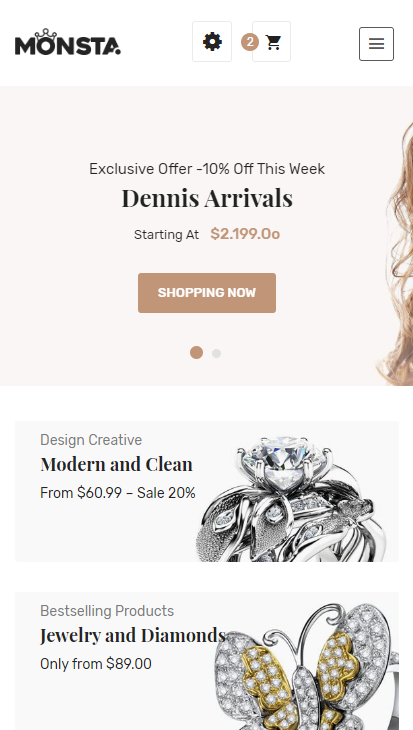 MONSTA
2
Exclusive Offer -10% Off This Week
Dennis Arrivals
Starting At $2.199.Oo
SHOPPING NOW
Design Creative
Modern and Clean
From $60.99 – Sale 20%
Bestselling Products
Jewelry and Diamonds
Only from $89.00